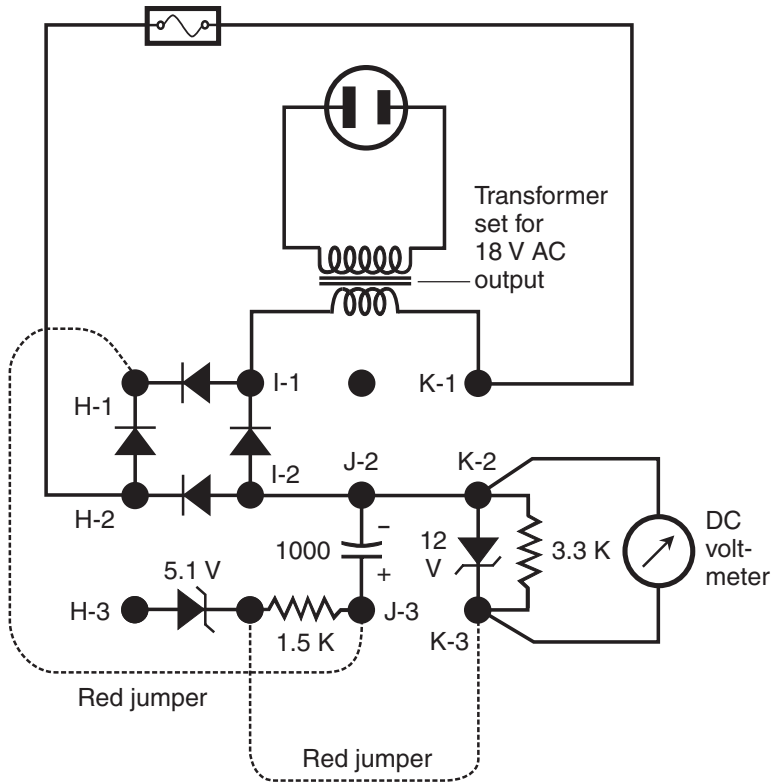 Transformer
set for
18 V AC
output
H-1
I-1
K-1
H-2
I-2
J-2
K-2
1000
−
+
12
V
3.3 K
DC
volt-
meter
5.1 V
H-3
1.5 K
J-3
K-3
Red jumper
Red jumper